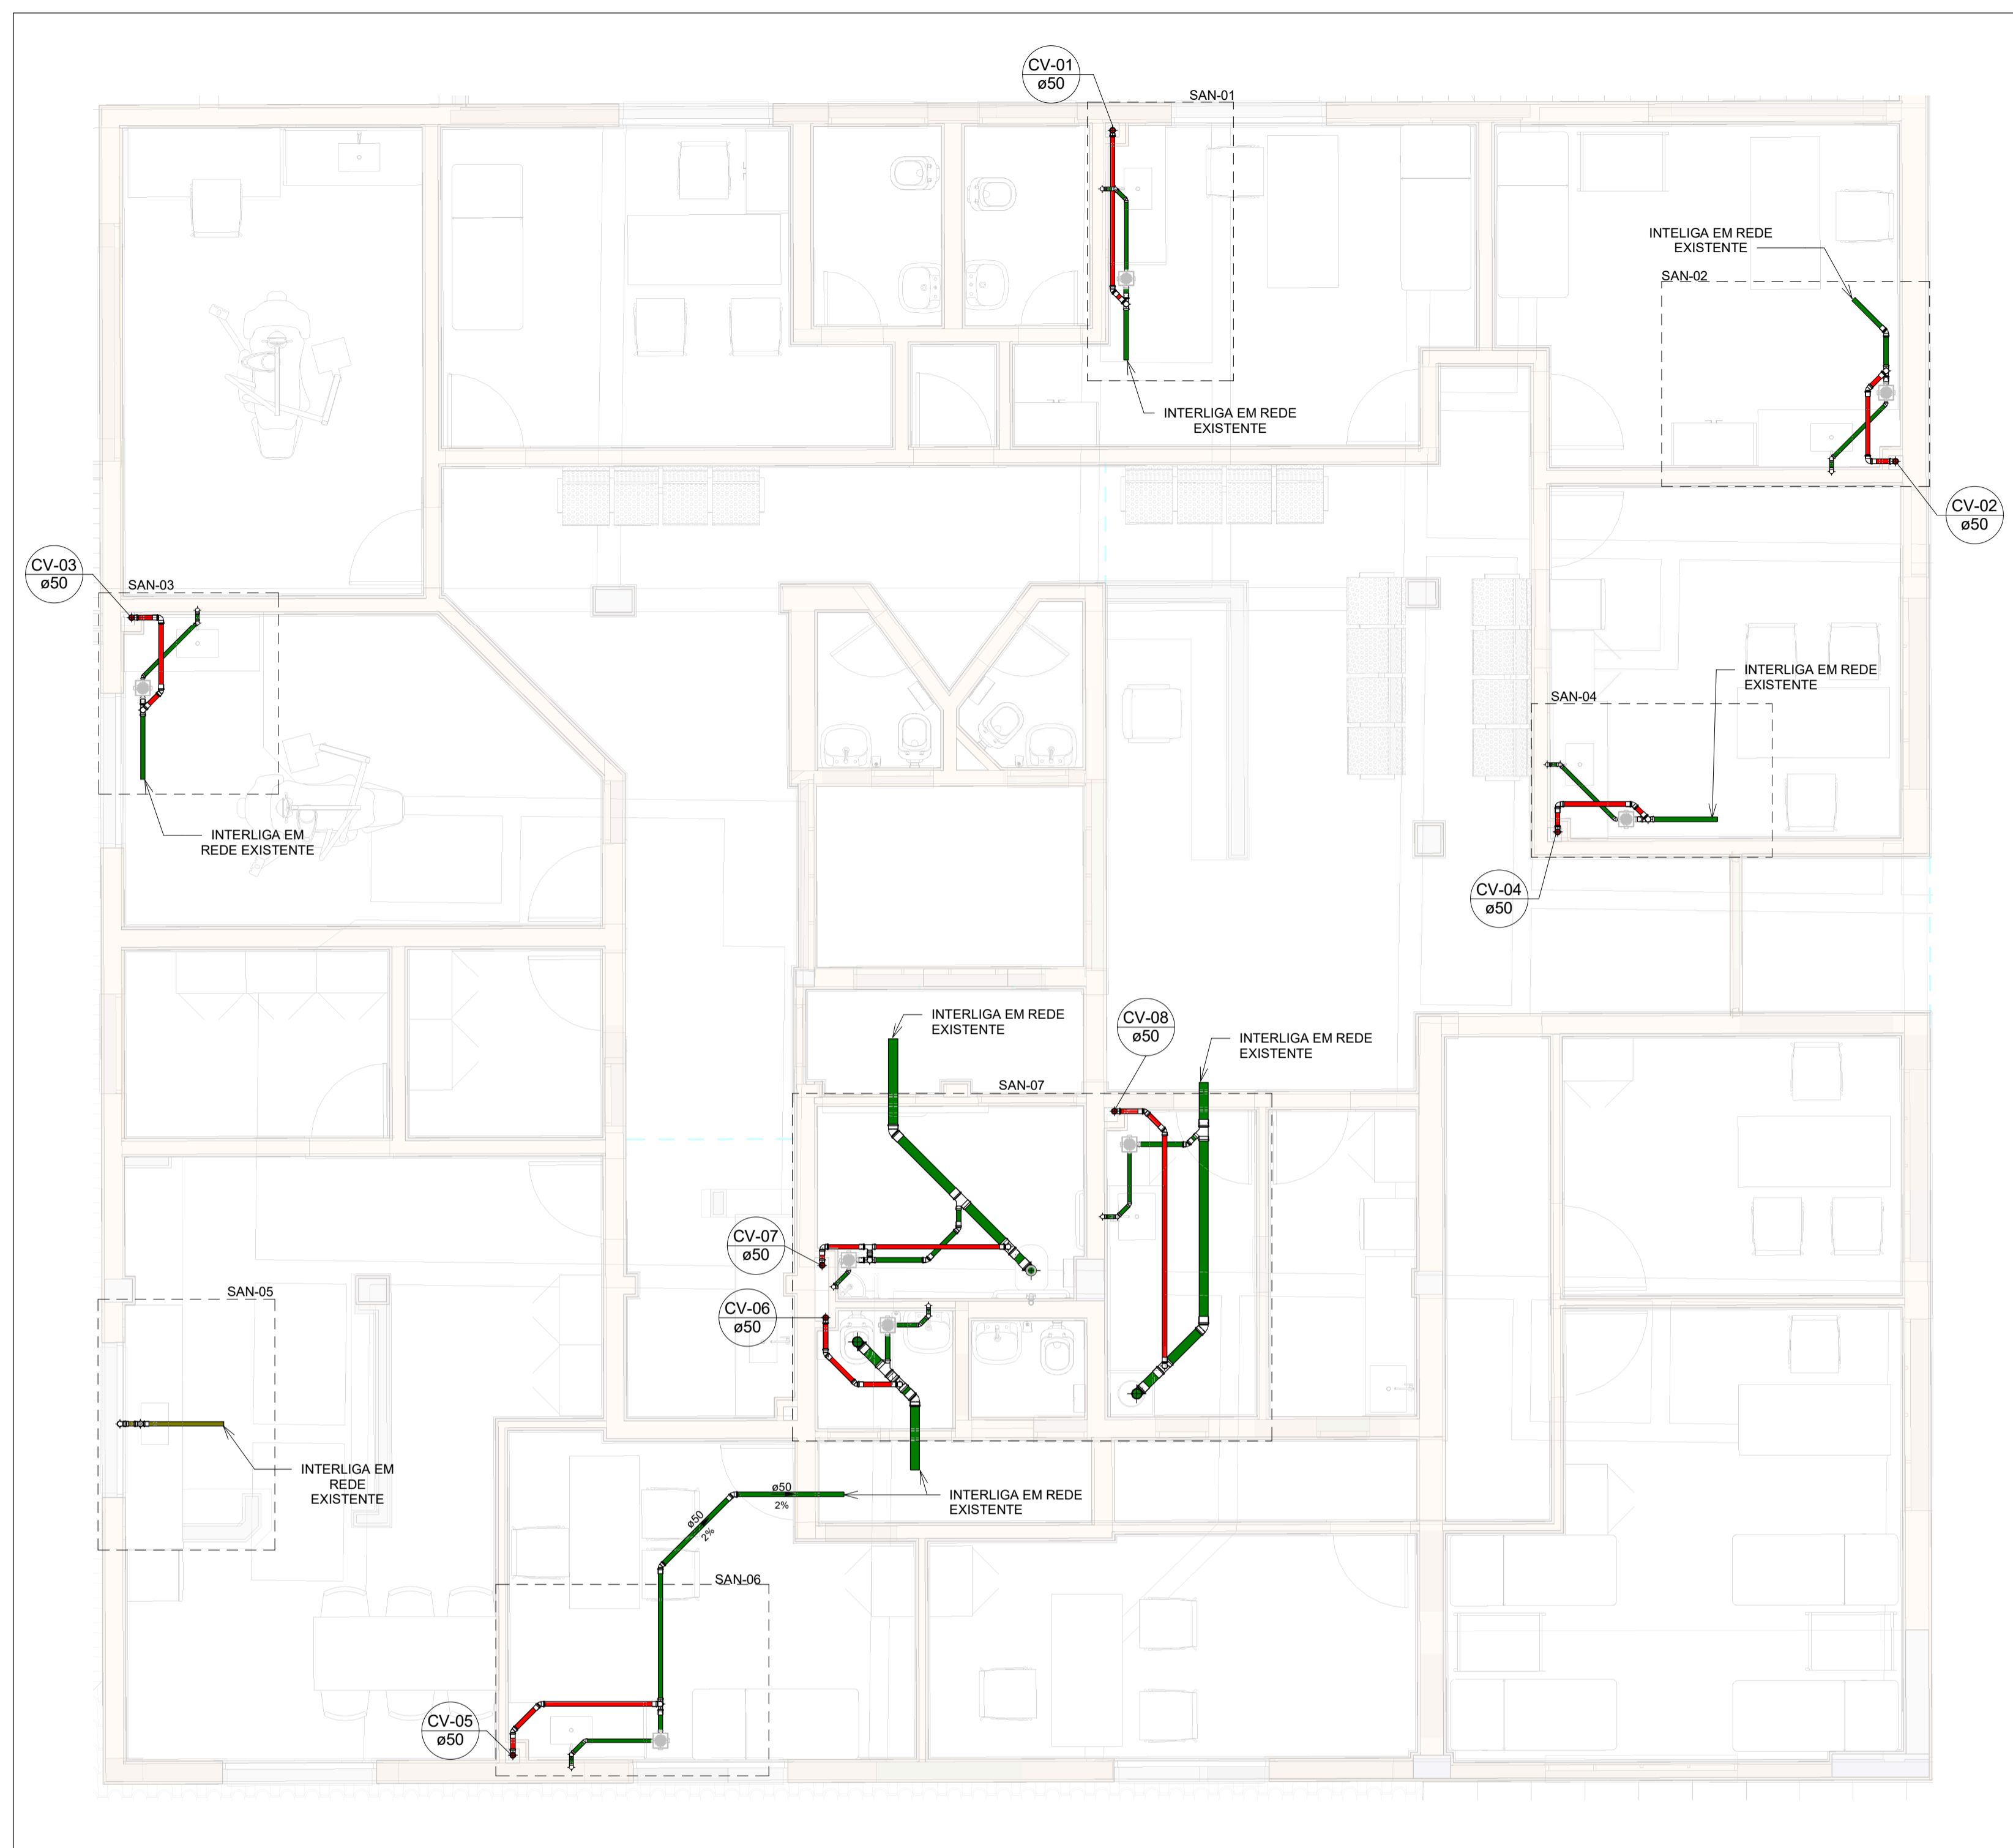 CV-01
ø50
SAN-01
INTELIGA EM REDE
EXISTENTE
SAN-02
INTERLIGA EM REDE
EXISTENTE
CV-02
ø50
CV-03
ø50
SAN-03
INTERLIGA EM REDE
EXISTENTE
SAN-04
INTERLIGA EM
REDE EXISTENTE
CV-04
ø50
INTERLIGA EM REDE
EXISTENTE
CV-08
ø50
INTERLIGA EM REDE
EXISTENTE
SAN-07
CV-07
ø50
SAN-05
CV-06
ø50
INTERLIGA EM
REDE
EXISTENTE
ø50
2%
INTERLIGA EM REDE
EXISTENTE
ø50
2%
SAN-06
CV-05
ø50